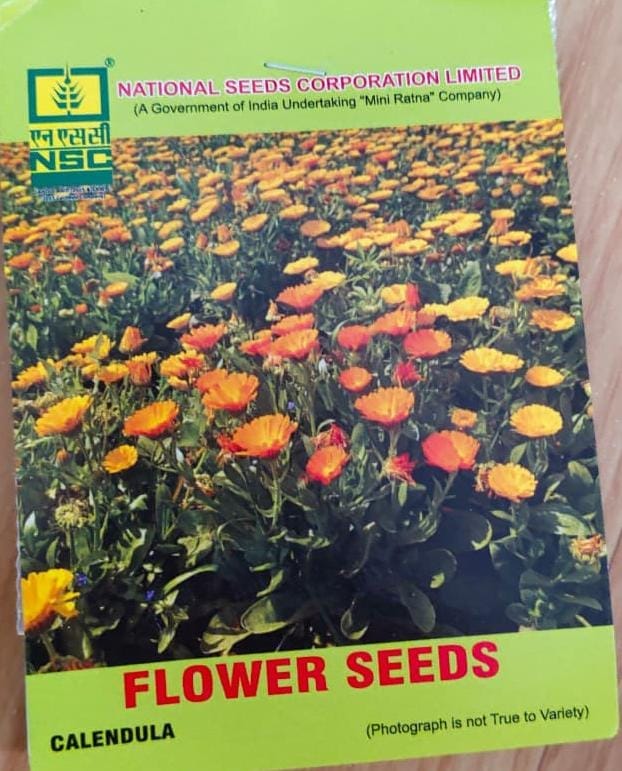 NATIONAL SEEDS CORPORATION LIMITED
(A Government of India Undertaking "Mini Ratna" Company)
®
एन एस सी
NSC
FLOWER SEEDS
CALENDULA
(Photograph is not True to Variety)